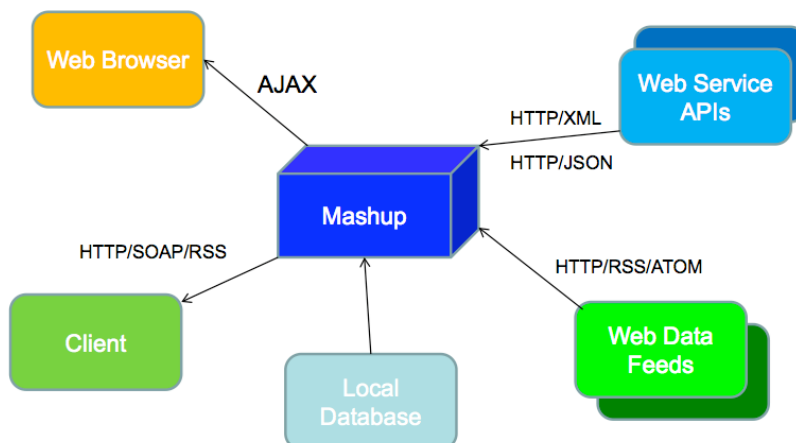 Web Browser
AJAX
Web Service
APIs
HTTP/XML
HTTP/JSON
Mashup
HTTP/SOAP/RSS
HTTP/RSS/ATOM
Client
Web Data
Feeds
Local
Database